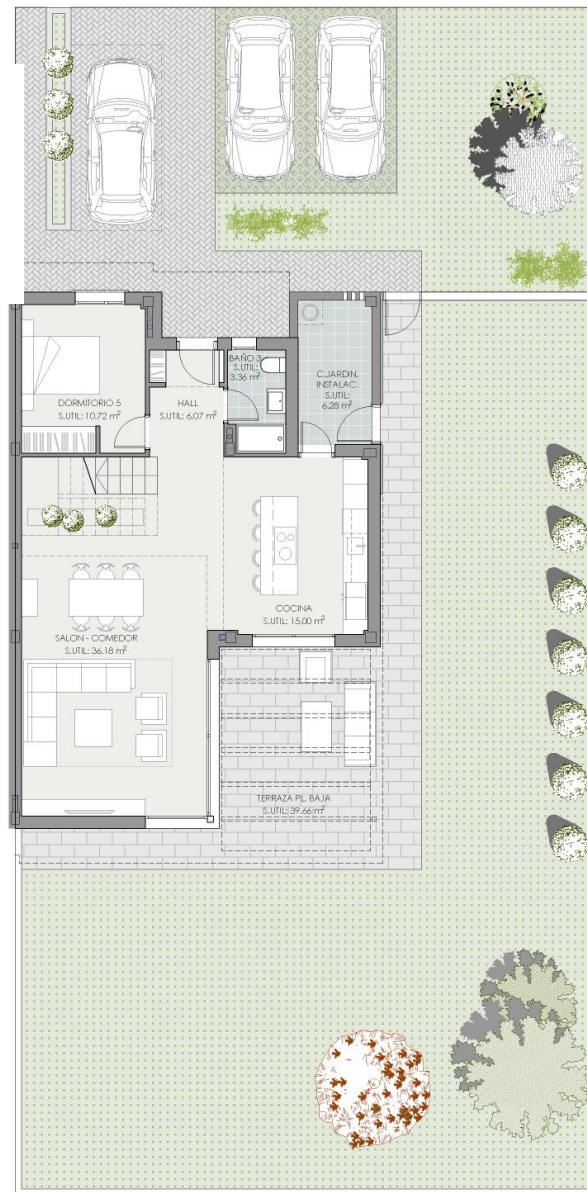 BAÑO 3
S.UTIL:
3.36 m²
C.JARDIN.
INSTALAC.
S.UTIL:
6.28 m²
DORMITORIO 5
S.UTIL: 10.72 m²
HALL
S.UTIL: 6.07 m²
COCINA
S.UTIL: 15.00 m²
SALON - COMEDOR
S.UTIL: 36.18 m²
TERRAZA PL. BAJA
S.UTIL: 39.66 m²